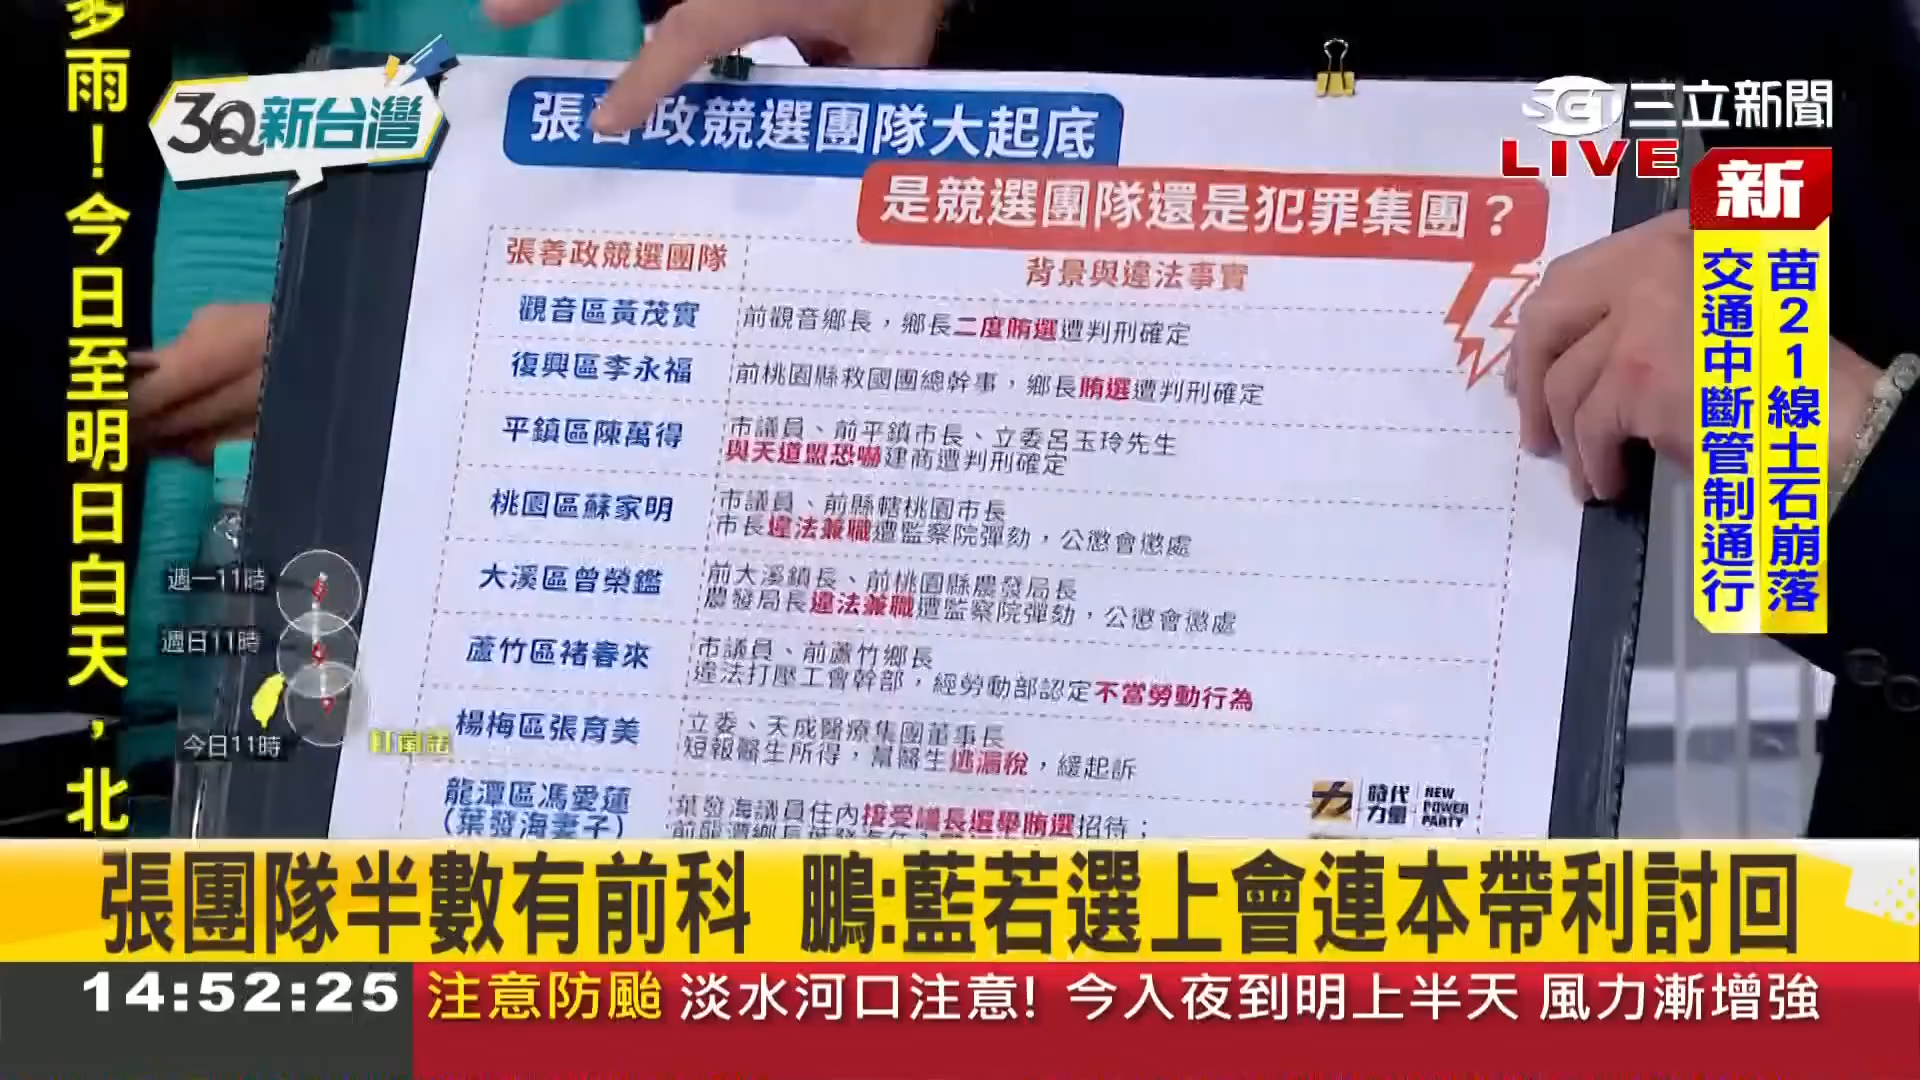 多雨！今日至明日白天，北
3Q新台灣
SET三立新聞
LIVE
新
苗21線土石崩落
交通中斷管制通行
張善政競選團隊大起底
是競選團隊還是犯罪集團？
張善政競選團隊
背景與違法事實
觀音區黃茂實
前觀音鄉長，鄉長二度賄選遭判刑確定
復興區李永福
前桃園縣救國團總幹事，鄉長賄選遭判刑確定
平鎮區陳萬得
市議員、前平鎮市長、立委呂玉玲先生
與天道盟恐嚇建商遭判刑確定
桃園區蘇家明
市議員、前縣轄桃園市長
市長違法兼職遭監察院彈劾，公懲會懲處
大溪區曾榮鑑
前大溪鎮長、前桃園縣農發局長
農發局長違法兼職遭監察院彈劾，公懲會懲處
蘆竹區褚春來
市議員、前蘆竹鄉長
違法打壓工會幹部，經勞動部認定不當勞動行為
楊梅區張育美
立委、天成醫療集團董事長
短報醫生所得，幫醫生逃漏稅，緩起訴
龍潭區馮愛蓮
（葉發海妻子）
葉發海議員任內接受議長選舉賄選招待；
時代力量
NEW POWER PARTY
週一11時
週日11時
今日11時
張團隊半數有前科 鵬:藍若選上會連本帶利討回
14:52:25
注意防颱 淡水河口注意! 今入夜到明上半天 風力漸增強